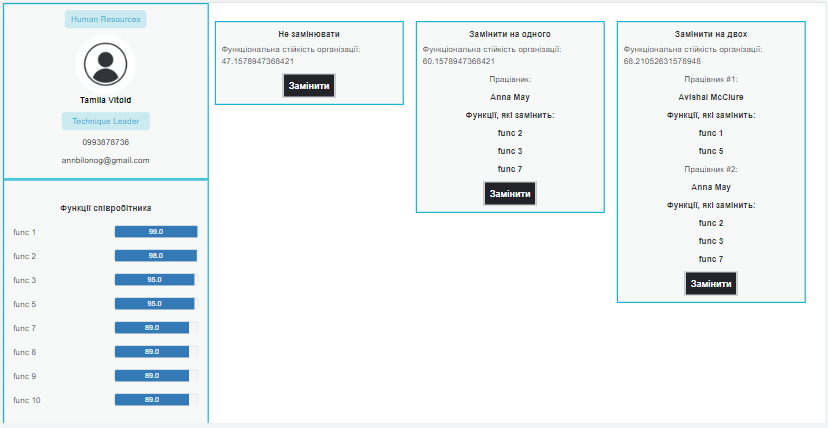 Human Resources
Tamila Vitold
Technique Leader
0993878736
annbilonog@gmail.com
Функції співробітника
func 1 99.0
func 2 98.0
func 3 95.0
func 5 95.0
func 7 89.0
func 8 89.0
func 9 89.0
func 10 89.0
Не замінювати
Функціональна стійкість організації:
47.1578947368421
Замінити
Замінити на одного
Функціональна стійкість організації:
60.1578947368421
Працівник:
Anna May
Функції, які замінить:
func 2
func 3
func 7
Замінити
Замінити на двох
Функціональна стійкість організації:
68.21052631578948
Працівник #1:
Avishai McClure
Функції, які замінить:
func 1
func 5
Працівник #2:
Anna May
Функції, які замінить:
func 2
func 3
func 7
Замінити